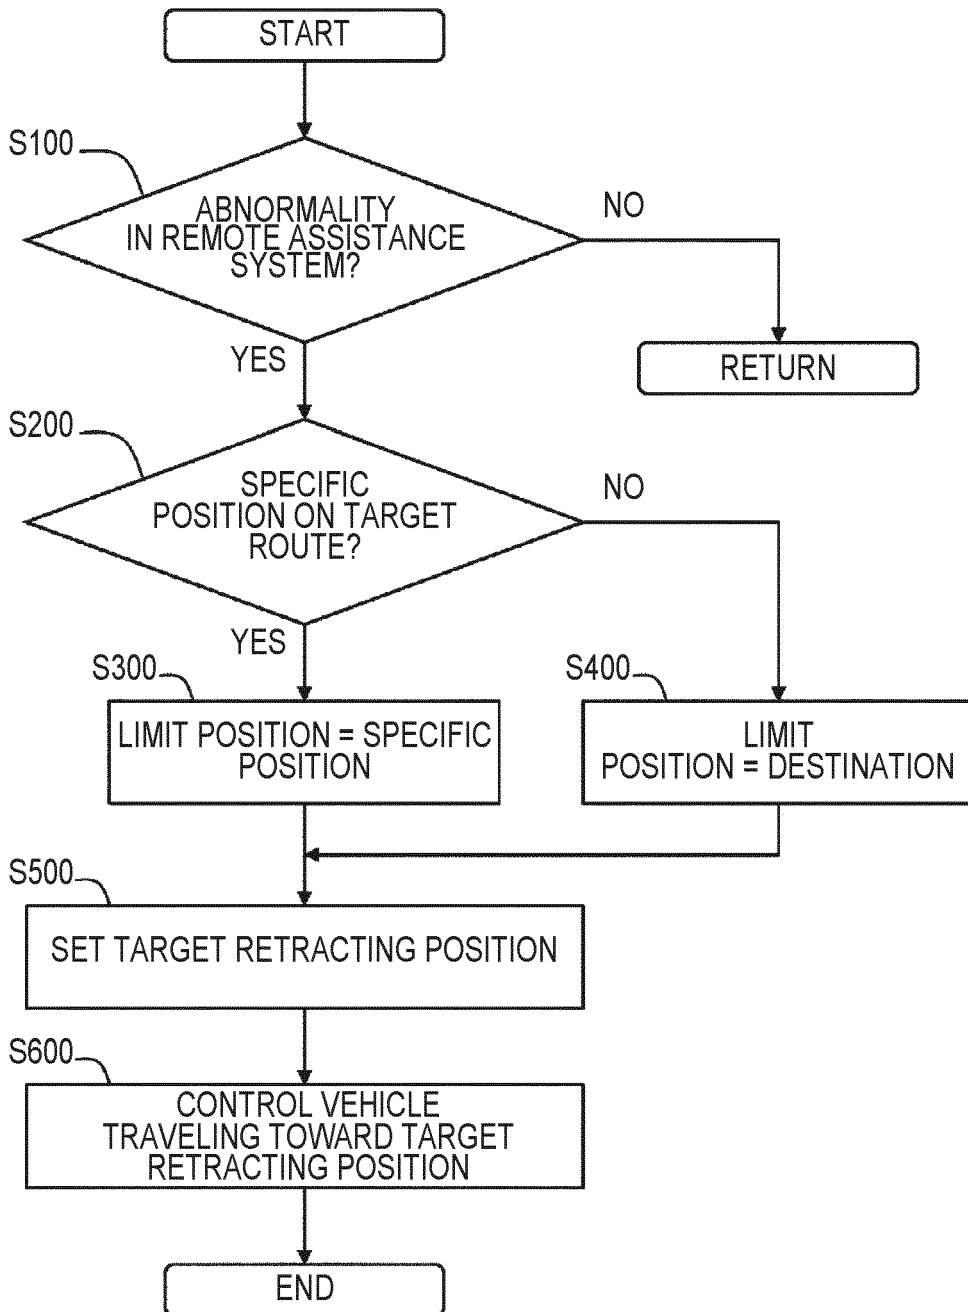 START
S100
ABNORMALITY
IN REMOTE ASSISTANCE
SYSTEM?
NO
YES
RETURN
S200
SPECIFIC
POSITION ON TARGET
ROUTE?
NO
YES
S300
LIMIT POSITION = SPECIFIC
POSITION
S400
LIMIT
POSITION = DESTINATION
S500
SET TARGET RETRACTING POSITION
S600
CONTROL VEHICLE
TRAVELING TOWARD TARGET
RETRACTING POSITION
END